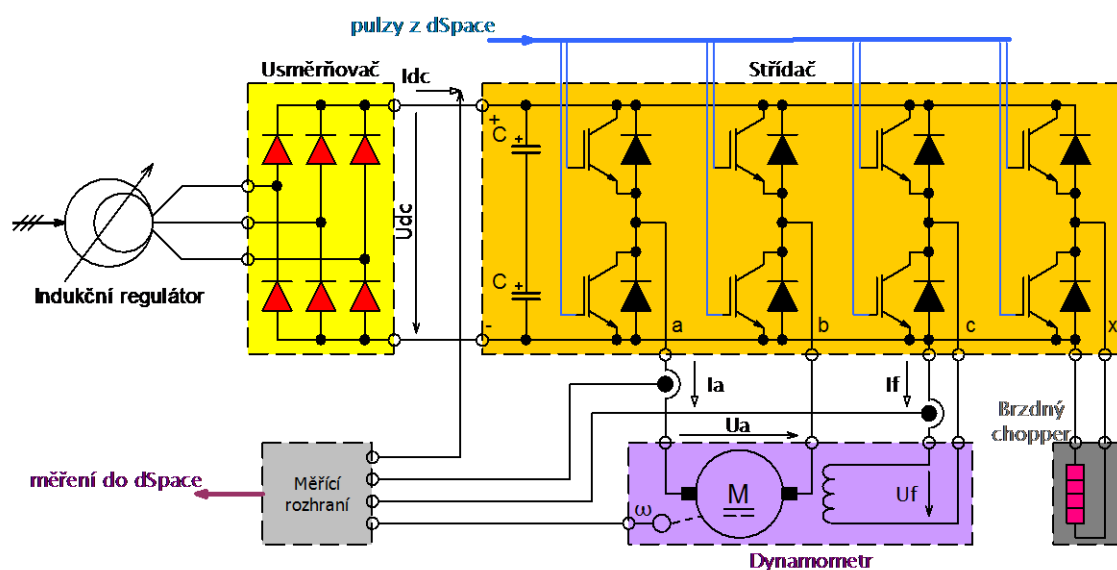 pulzy z dSpace
Usměrňovač
Idc
Střídač
+
C
+
Udc
Indukční regulátor
C
+
-
a
b
c
x
Ia
If
Ua
Brzdný
chopper
měření do dSpace
Měřící
rozhraní
M
Uf
ω
Dynamometr